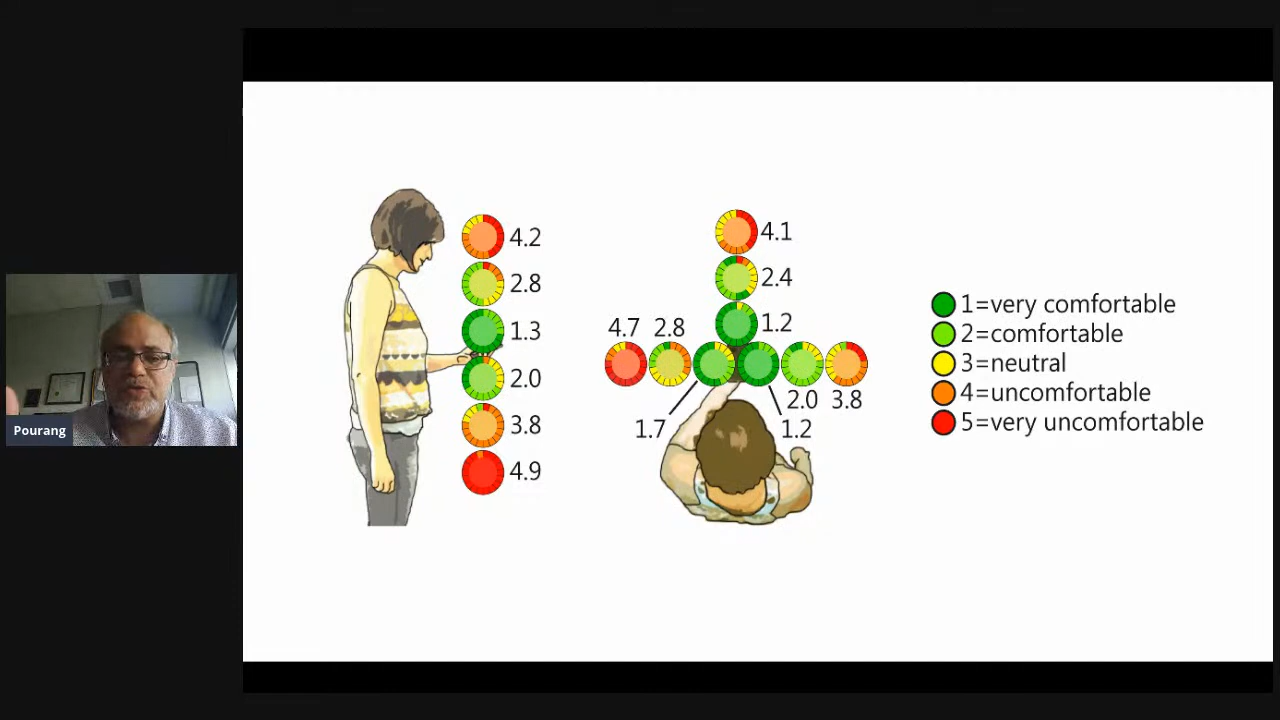 Pourang
4.2
2.8
1.3
2.0
3.8
4.9
4.1
2.4
1.2
4.7 2.8
2.0 3.8
1.7
1.2
1=very comfortable
2=comfortable
3=neutral
4=uncomfortable
5=very uncomfortable